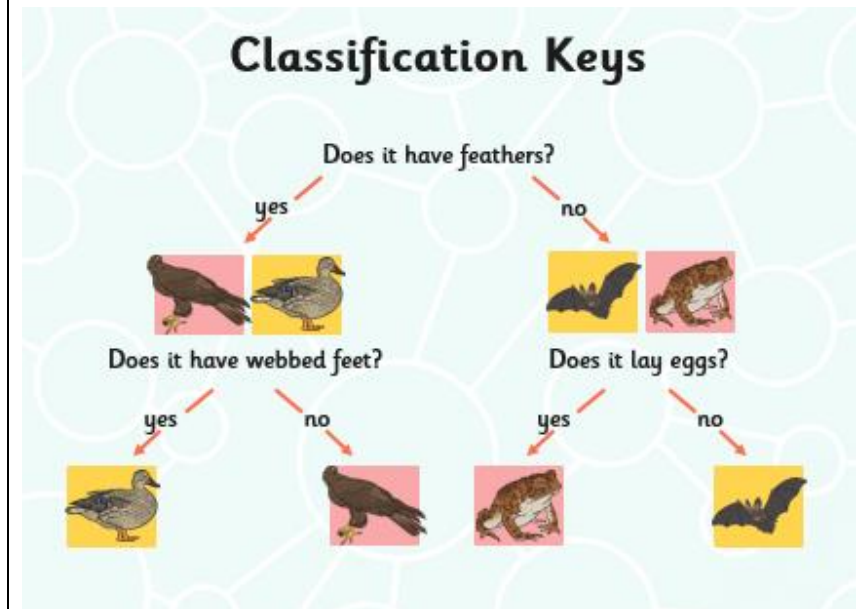 Classification Keys
Does it have feathers?
yes
no
Does it have webbed feet?
Does it lay eggs?
yes
no
yes
no